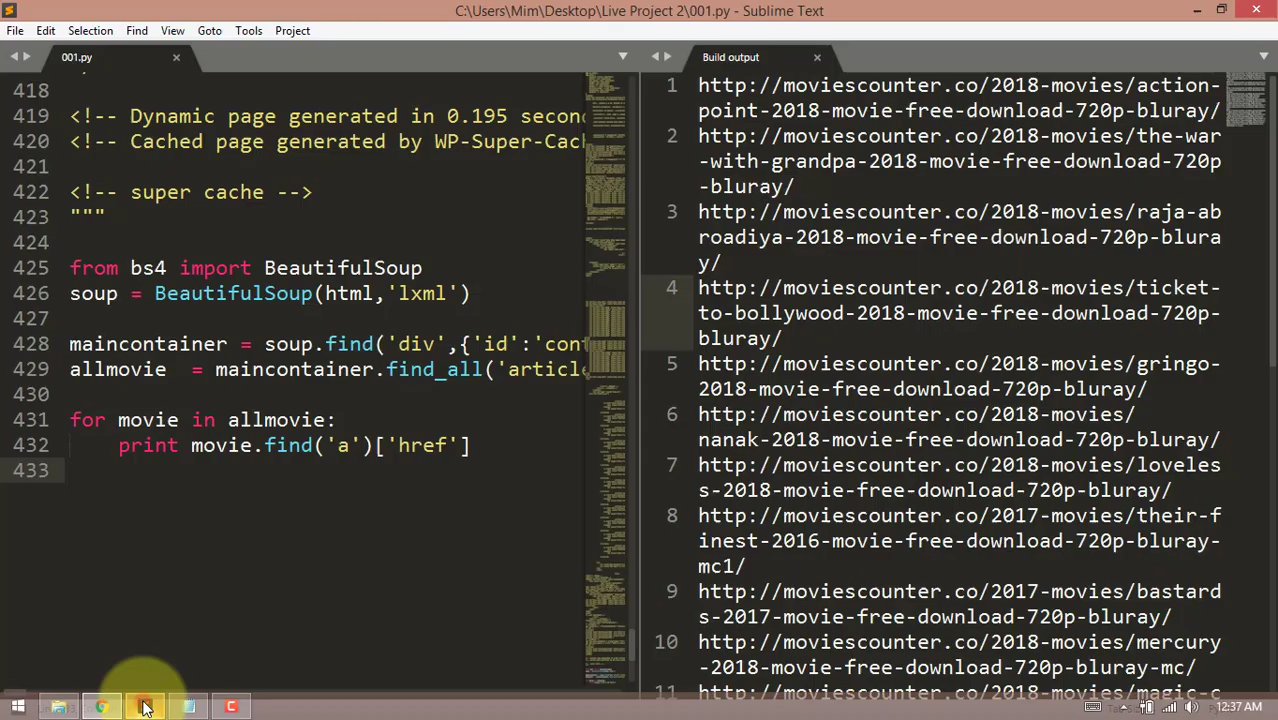 C:\Users\Mim\Desktop\Live Project 2\001.py - Sublime Text
File Edit Selection Find View Goto Tools Project
001.py
Build output
418
419 <!-- Dynamic page generated in 0.195 secon
420 <!-- Cached page generated by WP-Super-Cac
421
422 <!-- super cache -->
423 """
424
425 from bs4 import BeautifulSoup
426 soup = BeautifulSoup(html,'lxml')
427
428 maincontainer = soup.find('div',{'id':'cont
429 allmovie = maincontainer.find_all('article
430
431 for movie in allmovie:
432 print movie.find('a')['href']
433
1 http://moviescounter.co/2018-movies/action-
point-2018-movie-free-download-720p-bluray/
2 http://moviescounter.co/2018-movies/the-war
-with-grandpa-2018-movie-free-download-720p
-bluray/
3 http://moviescounter.co/2018-movies/raja-ab
roadiya-2018-movie-free-download-720p-blura
y/
4 http://moviescounter.co/2018-movies/ticket-
to-bollywood-2018-movie-free-download-720p-
bluray/
5 http://moviescounter.co/2018-movies/gringo-
2018-movie-free-download-720p-bluray/
6 http://moviescounter.co/2018-movies/
nanak-2018-movie-free-download-720p-bluray/
7 http://moviescounter.co/2018-movies/loveles
s-2018-movie-free-download-720p-bluray/
8 http://moviescounter.co/2017-movies/their-f
inest-2016-movie-free-download-720p-bluray-
mc1/
9 http://moviescounter.co/2017-movies/bastard
s-2017-movie-free-download-720p-bluray/
10 http://moviescounter.co/2018-movies/mercury
-2018-movie-free-download-720p-bluray-mc/
11 http://moviescounter.co/2018-movies/magic-c
12:37 AM